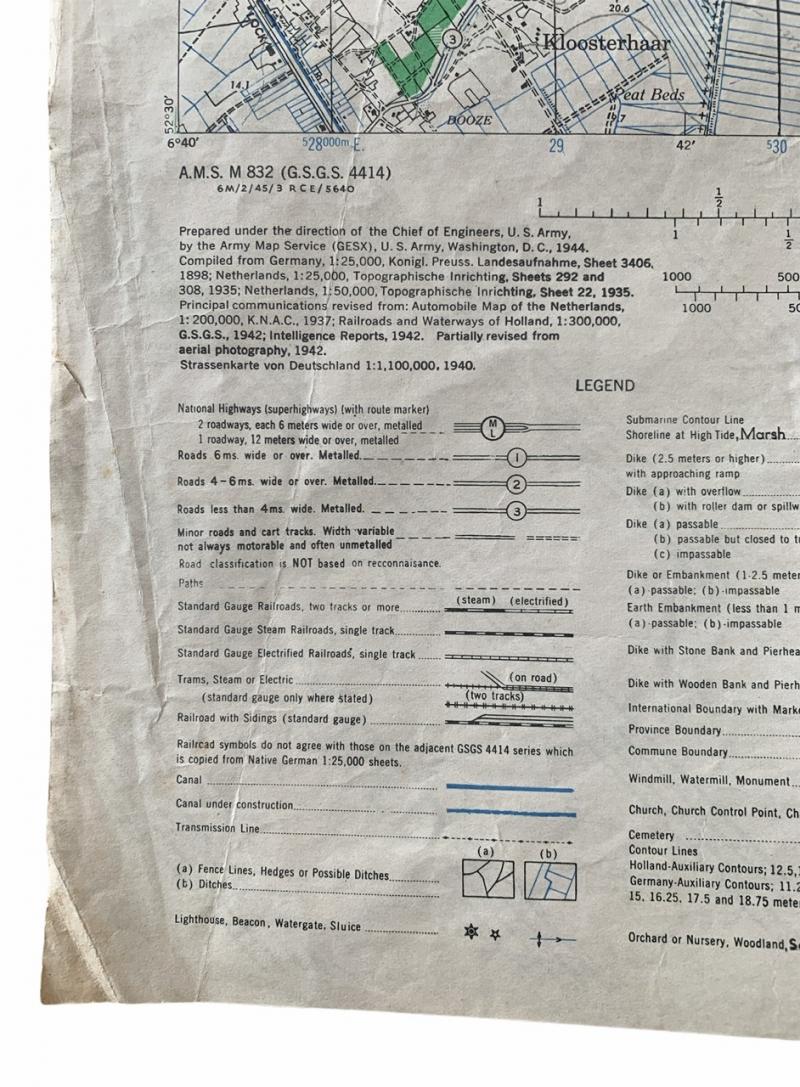 LOCK
14.1
3
20.6
Kloosterhaar
Peat Beds
BOOZE
52°30'
6°40'
528000m.E.
29
42'
530
A.M.S. M 832 (G.S.G.S. 4414)
6M/2/45/3 R C E/5640
1
1/2
1
1/2
1000
500
1000
Prepared under the direction of the Chief of Engineers, U. S. Army,
by the Army Map Service (GESX), U. S. Army, Washington, D. C., 1944.
Compiled from Germany, 1:25,000, Konigl. Preuss. Landesaufnahme, Sheet 3406,
1898; Netherlands, 1:25,000, Topographische Inrichting, Sheets 292 and
308, 1935; Netherlands, 1:50,000, Topographische Inrichting, Sheet 22, 1935.
Principal communications revised from: Automobile Map of the Netherlands,
1:200,000, K.N.A.C., 1937; Railroads and Waterways of Holland, 1:300,000,
G.S.G.S., 1942; Intelligence Reports, 1942. Partially revised from
aerial photography, 1942.
Strassenkarte von Deutschland 1:1,100,000, 1940.
LEGEND
National Highways (superhighways) (with route marker)
2 roadways, each 6 meters wide or over, metalled
M
L
1 roadway, 12 meters wide or over, metalled
Roads 6ms. wide or over. Metalled.
1
Roads 4-6ms. wide or over. Metalled.
2
Roads less than 4ms. wide. Metalled.
3
Minor roads and cart tracks. Width variable
not always motorable and often unmetalled
Road classification is NOT based on recconnaisance.
Paths
(steam) (electrified)
Standard Gauge Railroads, two tracks or more
Standard Gauge Steam Railroads, single track
Standard Gauge Electrified Railroads, single track
Trams, Steam or Electric
(on road)
(standard gauge only where stated)
(two tracks)
Railroad with Sidings (standard gauge)
Railroad symbols do not agree with those on the adjacent GSGS 4414 series which
is copied from Native German 1:25,000 sheets.
Canal
Canal under construction
Transmission Line
(a) (b)
(a) Fence Lines, Hedges or Possible Ditches
(b) Ditches
Lighthouse, Beacon, Watergate, Sluice
Submarine Contour Line
Shoreline at High Tide, Marsh
Dike (2.5 meters or higher)
with approaching ramp
Dike (a) with overflow
(b) with roller dam or spillw
Dike (a) passable
(b) passable but closed to
(c) impassable
Dike or Embankment (1-2.5 meter
(a) passable; (b) impassable
Earth Embankment (less than 1 m
(a) passable; (b) impassable
Dike with Stone Bank and Pierhea
Dike with Wooden Bank and Pierh
International Boundary with Marke
Province Boundary
Commune Boundary
Windmill, Watermill, Monument
Church, Church Control Point, Ch
Cemetery
Contour Lines
Holland-Auxiliary Contours; 12.5,
Germany-Auxiliary Contours; 11.2
15, 16.25, 17.5 and 18.75 mete
Orchard or Nursery, Woodland,